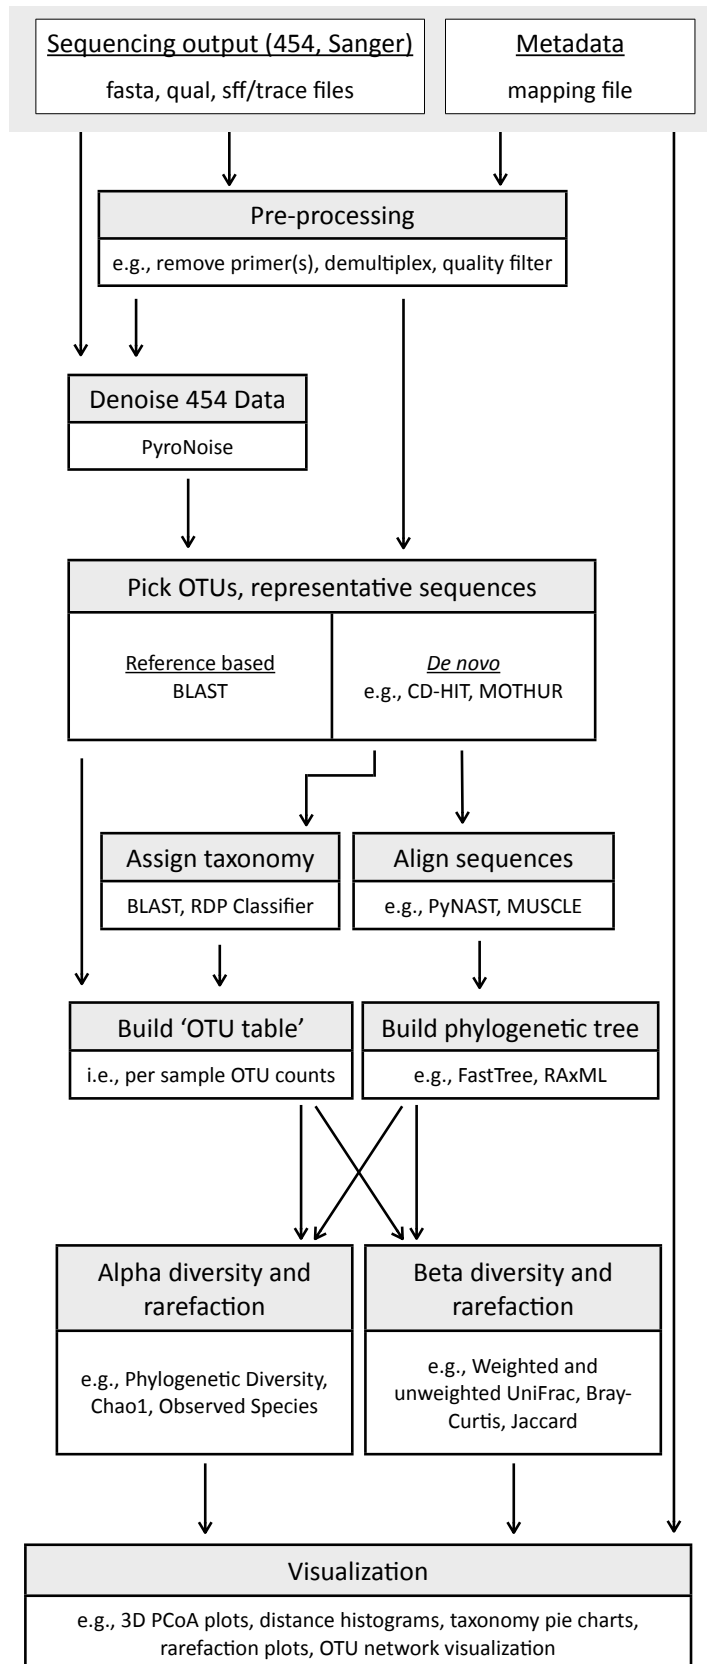 Sequencing output (454, Sanger)
fasta, qual, sff/trace files
Metadata
mapping file
Pre-processing
e.g., remove primer(s), demultiplex, quality filter
Denoise 454 Data
PyroNoise
Pick OTUs, representative sequences
Reference based
BLAST
De novo
e.g., CD-HIT, MOTHUR
Assign taxonomy
BLAST, RDP Classifier
Align sequences
e.g., PyNAST, MUSCLE
Build ‘OTU table’
i.e., per sample OTU counts
Build phylogenetic tree
e.g., FastTree, RAxML
Alpha diversity and
rarefaction
e.g., Phylogenetic Diversity,
Chao1, Observed Species
Beta diversity and
rarefaction
e.g., Weighted and
unweighted UniFrac, Bray-
Curtis, Jaccard
Visualization
e.g., 3D PCoA plots, distance histograms, taxonomy pie charts,
rarefaction plots, OTU network visualization